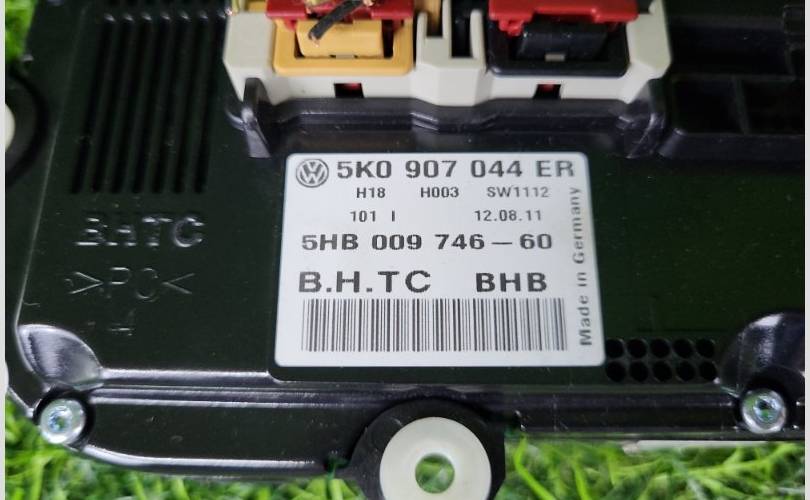 5K0 907 044 ER
H18 H003 SW1112
101 I 12.08.11
5HB 009 746-60
B.H.TC BHB
Made in Germany
BHTC
>PC<